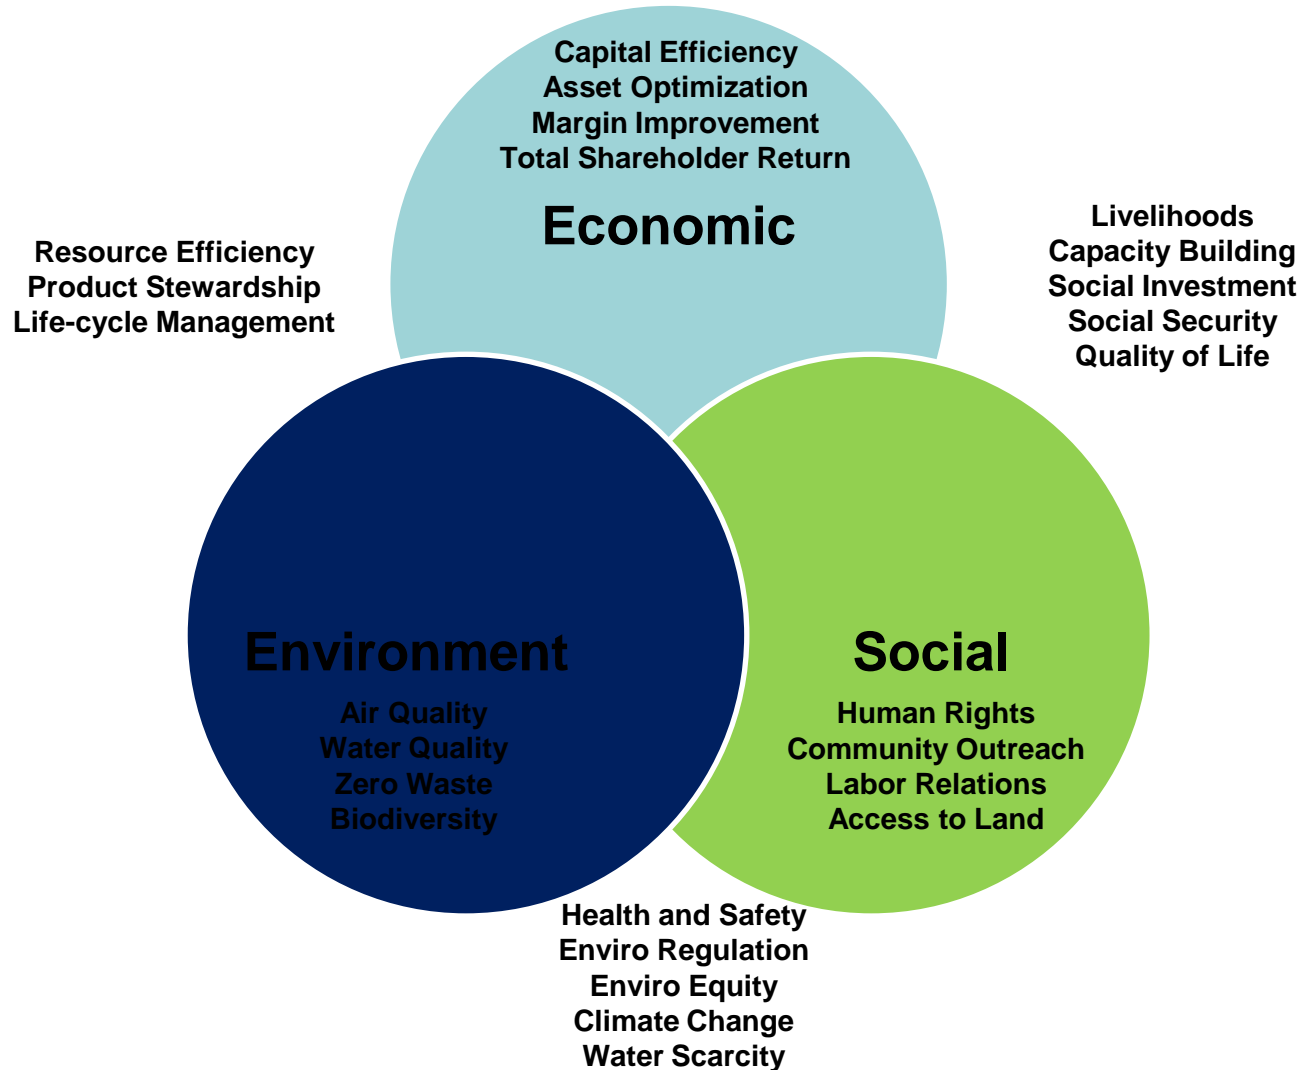 Capital Efficiency
Asset Optimization
Margin Improvement
Total Shareholder Return
Economic
Resource Efficiency
Product Stewardship
Life-cycle Management
Livelihoods
Capacity Building
Social Investment
Social Security
Quality of Life
Environment
Air Quality
Water Quality
Zero Waste
Biodiversity
Social
Human Rights
Community Outreach
Labor Relations
Access to Land
Health and Safety
Enviro Regulation
Enviro Equity
Climate Change
Water Scarcity